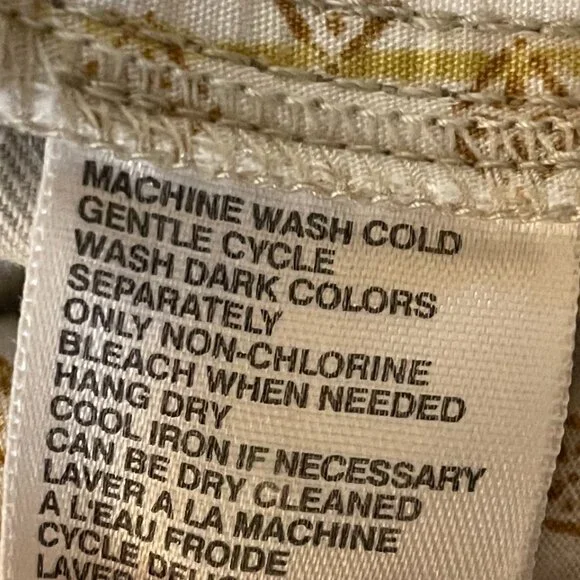 MACHINE WASH COLD
GENTLE CYCLE
WASH DARK COLORS
SEPARATELY
ONLY NON-CHLORINE
BLEACH WHEN NEEDED
HANG DRY
COOL IRON IF NECESSARY
CAN BE DRY CLEANED
LAVER A LA MACHINE
A L'EAU FROIDE
CYCLE
LAVER